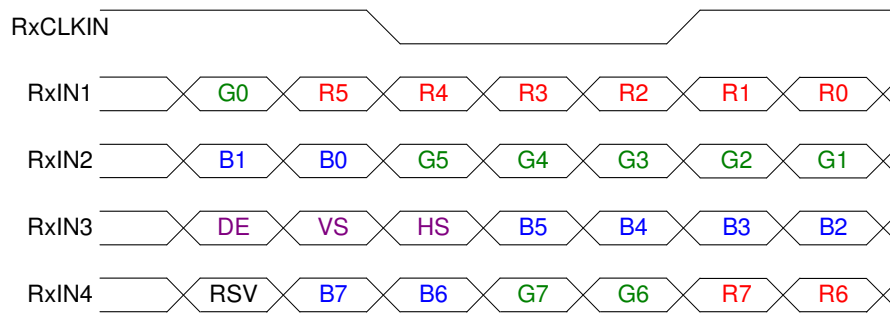 RxCLKIN
RxIN1 G0 R5 R4 R3 R2 R1 R0
RxIN2 B1 B0 G5 G4 G3 G2 G1
RxIN3 DE VS HS B5 B4 B3 B2
RxIN4 RSV B7 B6 G7 G6 R7 R6